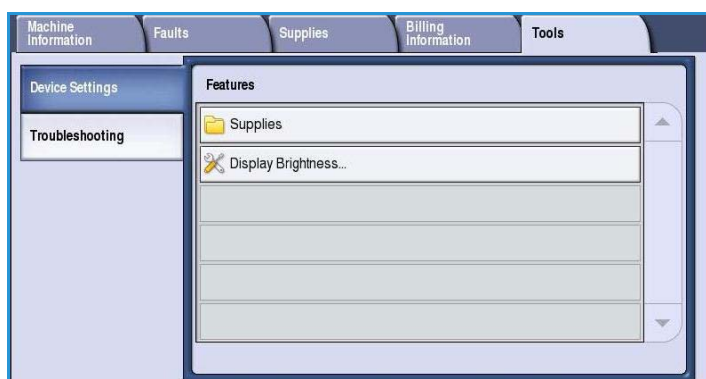 Machine
Information
Faults
Supplies
Billing
Information
Tools
Device Settings
Troubleshooting
Features
Supplies
Display Brightness...